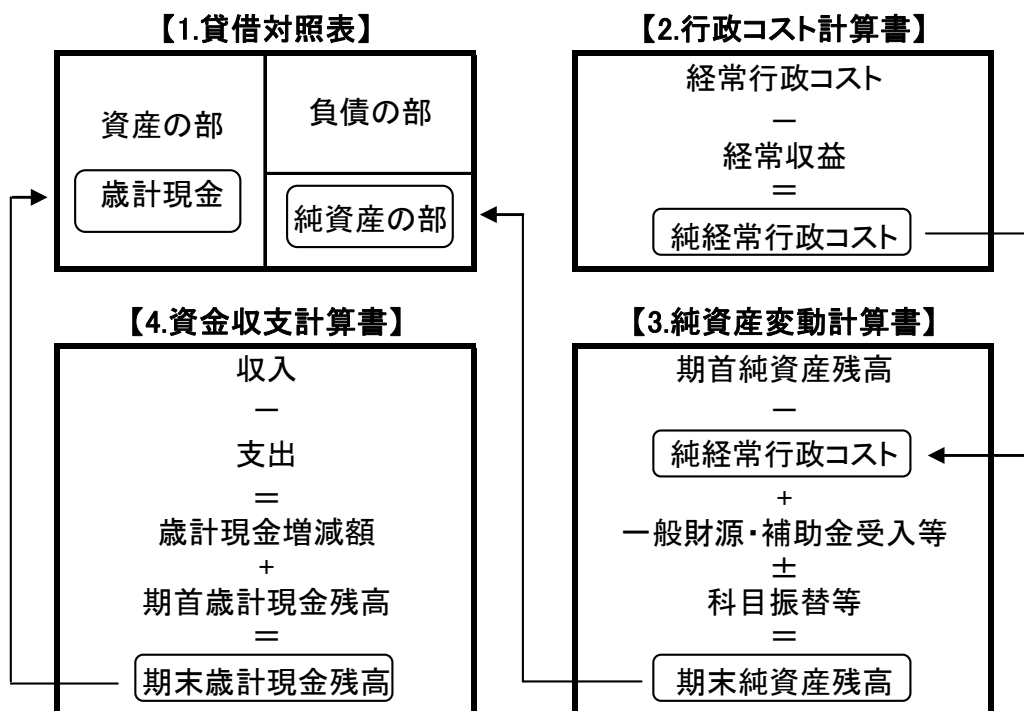 【1.貸借対照表】
資産の部
歳計現金
負債の部
純資産の部
【2.行政コスト計算書】
経常行政コスト
－
経常収益
＝
純経常行政コスト
【4.資金収支計算書】
収入
－
支出
＝
歳計現金増減額
+
期首歳計現金残高
＝
期末歳計現金残高
【3.純資産変動計算書】
期首純資産残高
－
純経常行政コスト
+
一般財源・補助金受入等
±
科目振替等
＝
期末純資産残高